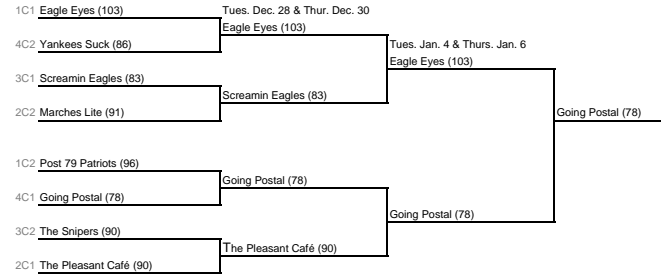 1C1 Eagle Eyes (103)
Tues. Dec. 28 & Thur. Dec. 30
Eagle Eyes (103)
4C2 Yankees Suck (86)
Tues. Jan. 4 & Thurs. Jan. 6
Eagle Eyes (103)
3C1 Screamin Eagles (83)
Screamin Eagles (83)
2C2 Marches Lite (91)
Going Postal (78)
1C2 Post 79 Patriots (96)
Going Postal (78)
4C1 Going Postal (78)
Going Postal (78)
3C2 The Snipers (90)
The Pleasant Café (90)
2C1 The Pleasant Café (90)